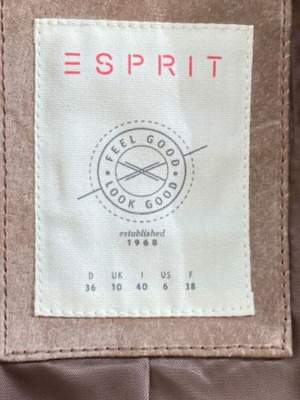 ESPRIT
• FEEL GOOD •
LOOK GOOD
established
1968
D UK I US F
36 10 40 6 38